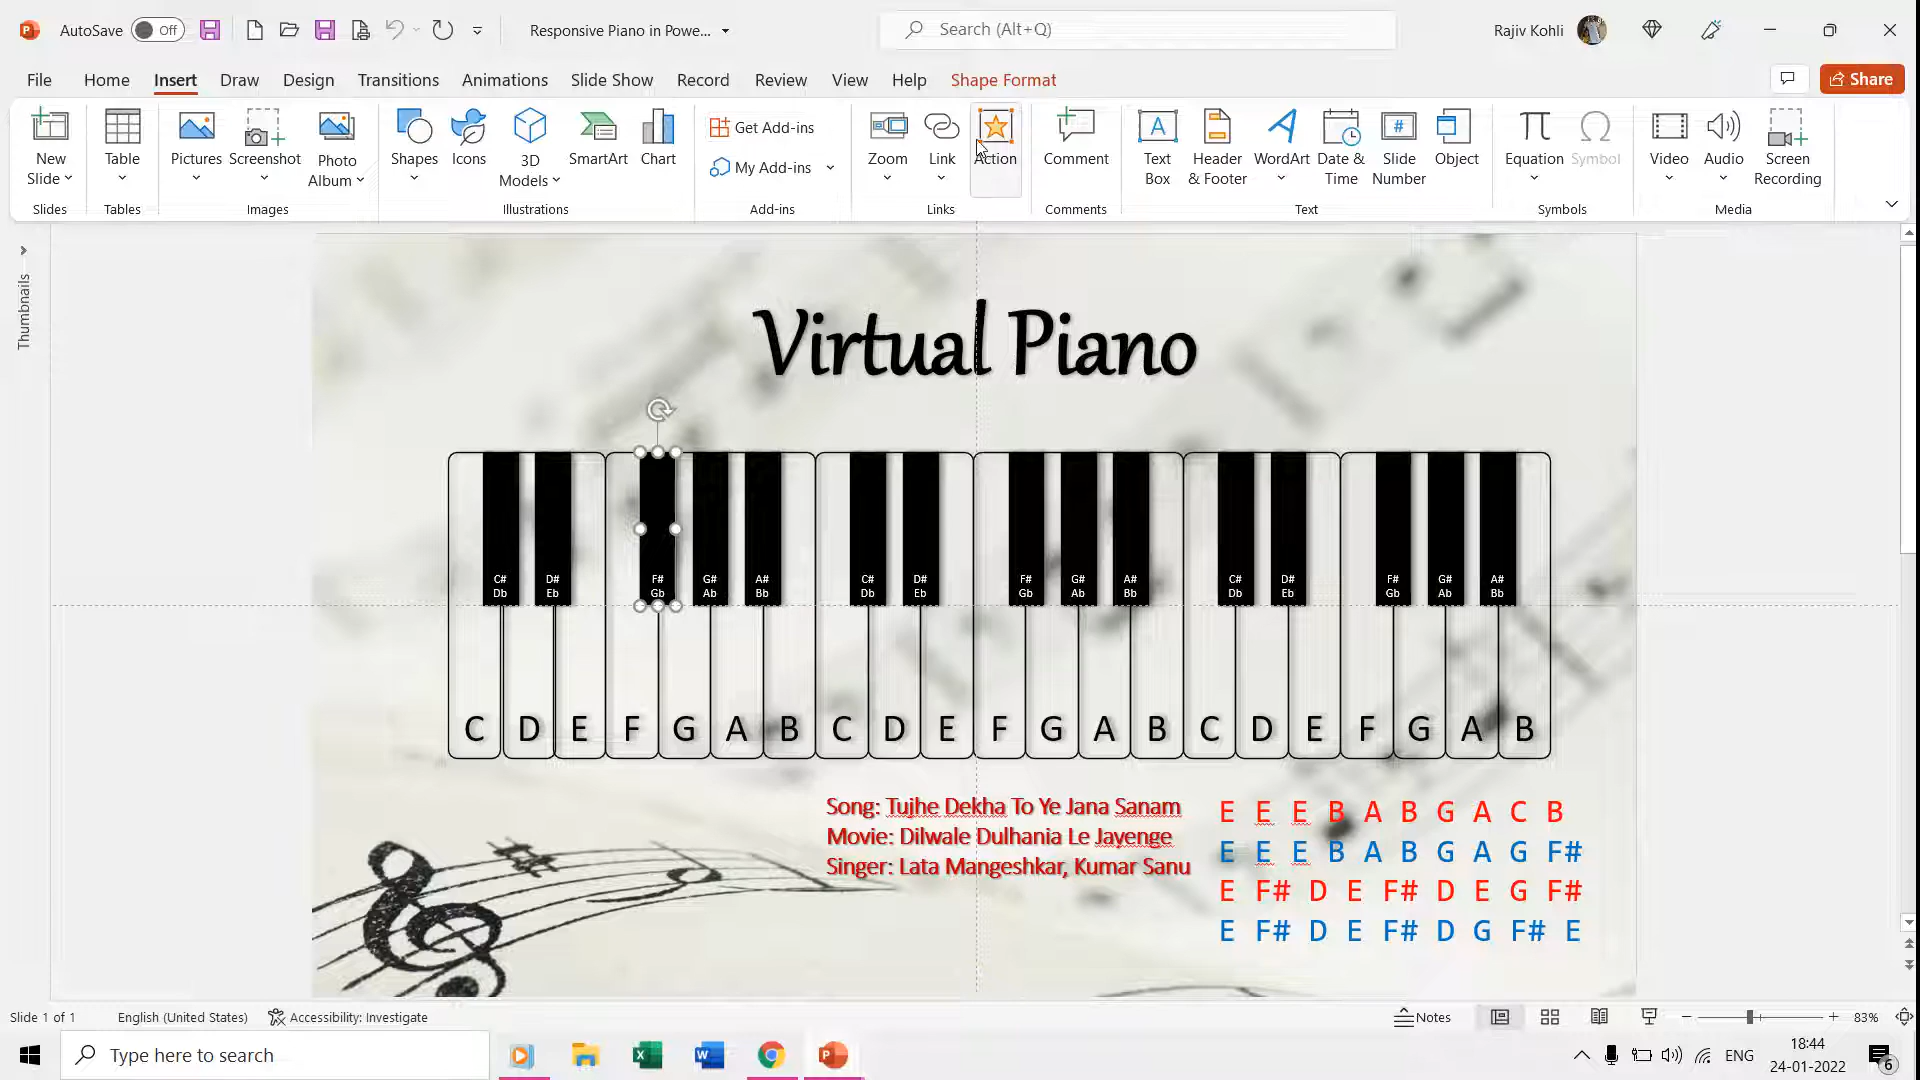 AutoSave Off Responsive Piano in Powe... Search (Alt+Q) Rajiv Kohli
File Home Insert Draw Design Transitions Animations Slide Show Record Review View Help Shape Format Share
New Slide Table Pictures Screenshot Photo Album Shapes Icons 3D Models SmartArt Chart Get Add-ins My Add-ins Zoom Link Action Comment Text Box Header & Footer WordArt Date & Time Slide Number Object Equation Symbol Video Audio Screen Recording
Slides Tables Images Illustrations Add-ins Links Comments Text Symbols Media
Thumbnails
Virtual Piano
C# D# F# G# A# C# D# F# G# A# C# D# F# G# A#
Db Eb Gb Ab Bb Db Eb Gb Ab Bb Db Eb Gb Ab Bb
C D E F G A B C D E F G A B C D E F G A B
Song: Tujhe Dekha To Ye Jana Sanam
Movie: Dilwale Dulhania Le Jayenge
Singer: Lata Mangeshkar, Kumar Sanu
E E E B A B G A C B
E E E B A B G A G F#
E F# D E F# D E G F#
E F# D E F# D G F# E
Slide 1 of 1 English (United States) Accessibility: Investigate Notes 83%
Type here to search ENG 18:44
24-01-2022 6